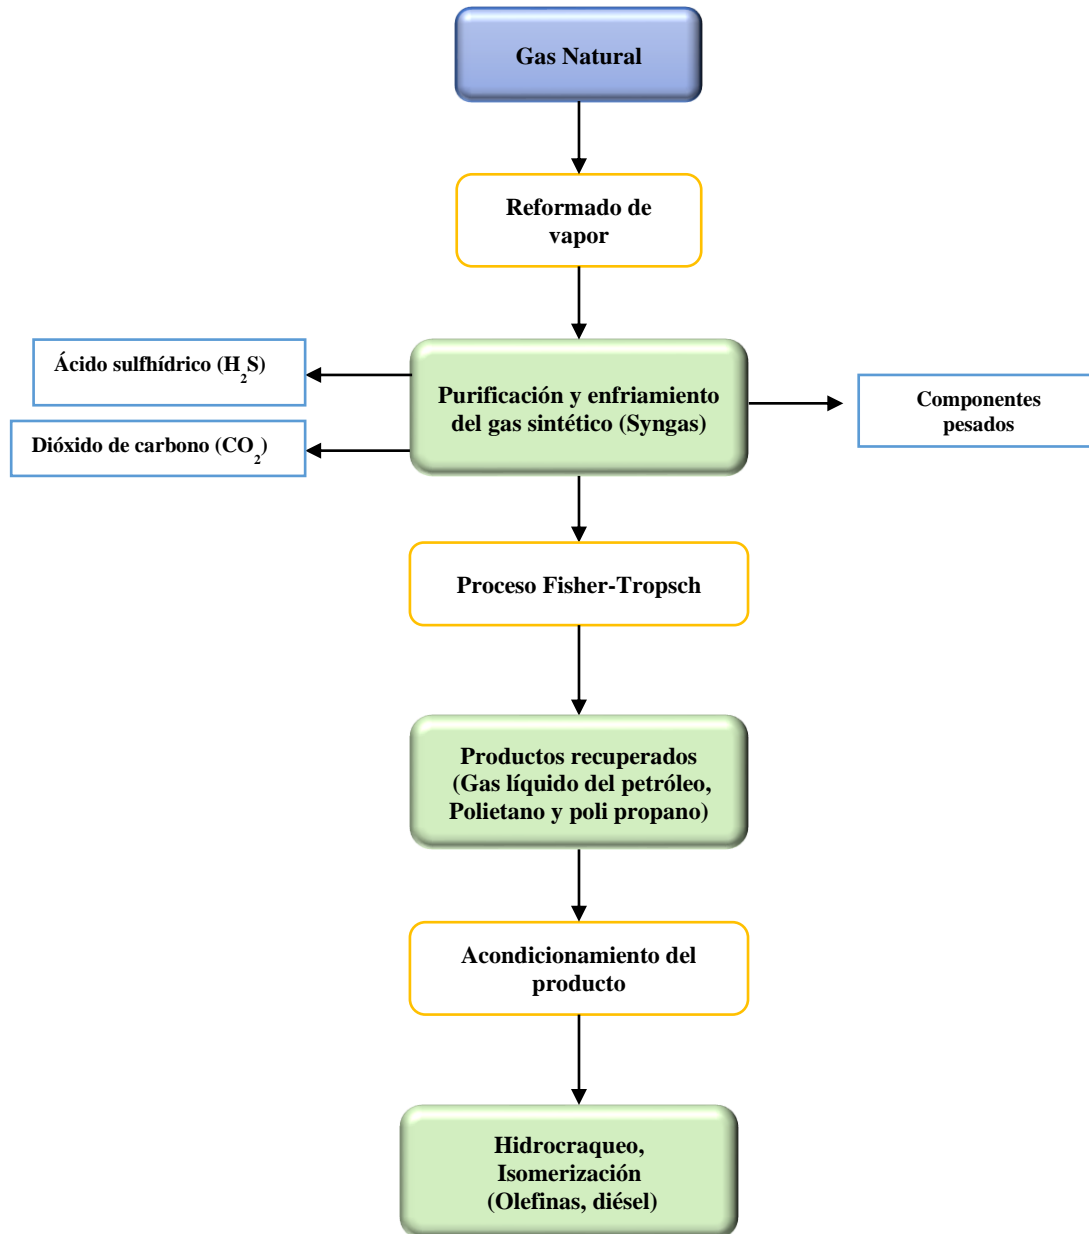 Gas Natural
Reformado de
vapor
Ácido sulfhídrico (H₂S)
Dióxido de carbono (CO₂)
Purificación y enfriamiento
del gas sintético (Syngas)
Componentes
pesados
Proceso Fisher-Tropsch
Productos recuperados
(Gas líquido del petróleo,
Polietano y poli propano)
Acondicionamiento del
producto
Hidrocraqueo,
Isomerización
(Olefinas, diésel)